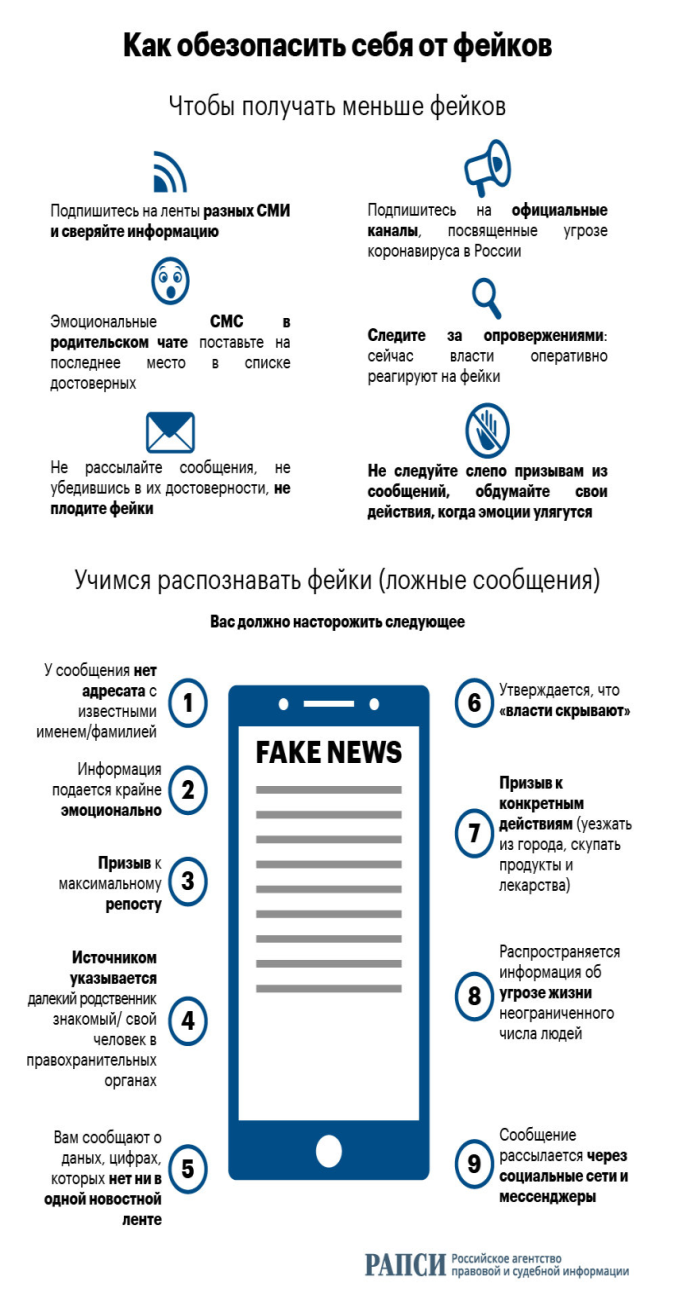 Как обезопасить себя от фейков
Чтобы получать меньше фейков
Подпишитесь на ленты разных СМИ
и сверяйте информацию
Подпишитесь на официальные
каналы, посвященные угрозе
коронавируса в России
Эмоциональные СМС в
родительском чате поставьте на
последнее место в списке
достоверных
Следите за опровержениями:
сейчас власти оперативно
реагируют на фейки
Не рассылайте сообщения, не
убедившись в их достоверности, не
плодите фейки
Не следуйте слепо призывам из
сообщений, обдумайте свои
действия, когда эмоции улягутся
Учимся распознавать фейки (ложные сообщения)
Вас должно насторожить следующее
У сообщения нет
адресата с
известными
именем/фамилией
1
Информация
подается крайне
эмоционально
2
Призыв к
максимальному
репосту
3
Источником
указывается
далекий родственник
знакомый/ свой
человек в
правохранительных
органах
4
Вам сообщают о
даных, цифрах,
которых нет ни в
одной новостной
ленте
5
FAKE NEWS
6
Утверждается, что
«власти скрывают»
7
Призыв к
конкретным
действиям (уезжать
из города, скупать
продукты и
лекарства)
8
Распространяется
информация об
угрозе жизни
неограниченного
числа людей
9
Сообщение
рассылается через
социальные сети и
мессенджеры
РАПСИ
Российское агентство
правовой и судебной информации